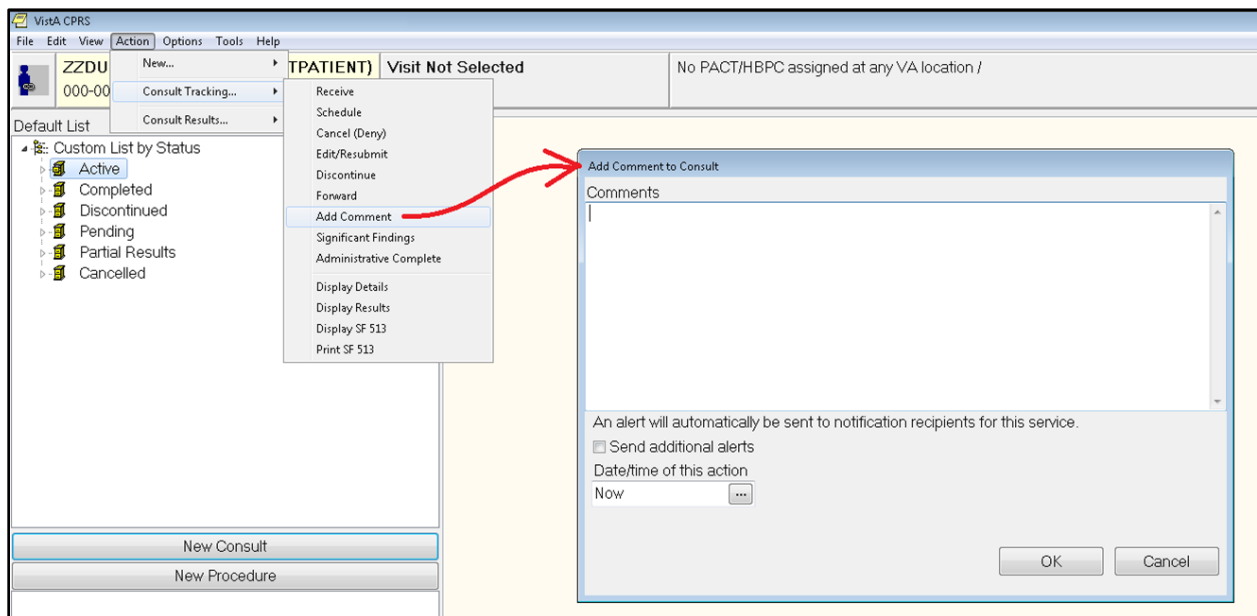 VistA CPRS
File Edit View Action Options Tools Help
ZZDU
000-00
TPATIENT)
Visit Not Selected
No PACT/HBPC assigned at any VA location /
New...
Consult Tracking...
Consult Results...
Receive
Schedule
Cancel (Deny)
Edit/Resubmit
Discontinue
Forward
Add Comment
Significant Findings
Administrative Complete
Display Details
Display Results
Display SF 513
Print SF 513
Default List
Custom List by Status
Active
Completed
Discontinued
Pending
Partial Results
Cancelled
New Consult
New Procedure
Add Comment to Consult
Comments
An alert will automatically be sent to notification recipients for this service.
Send additional alerts
Date/time of this action
Now
...
OK Cancel